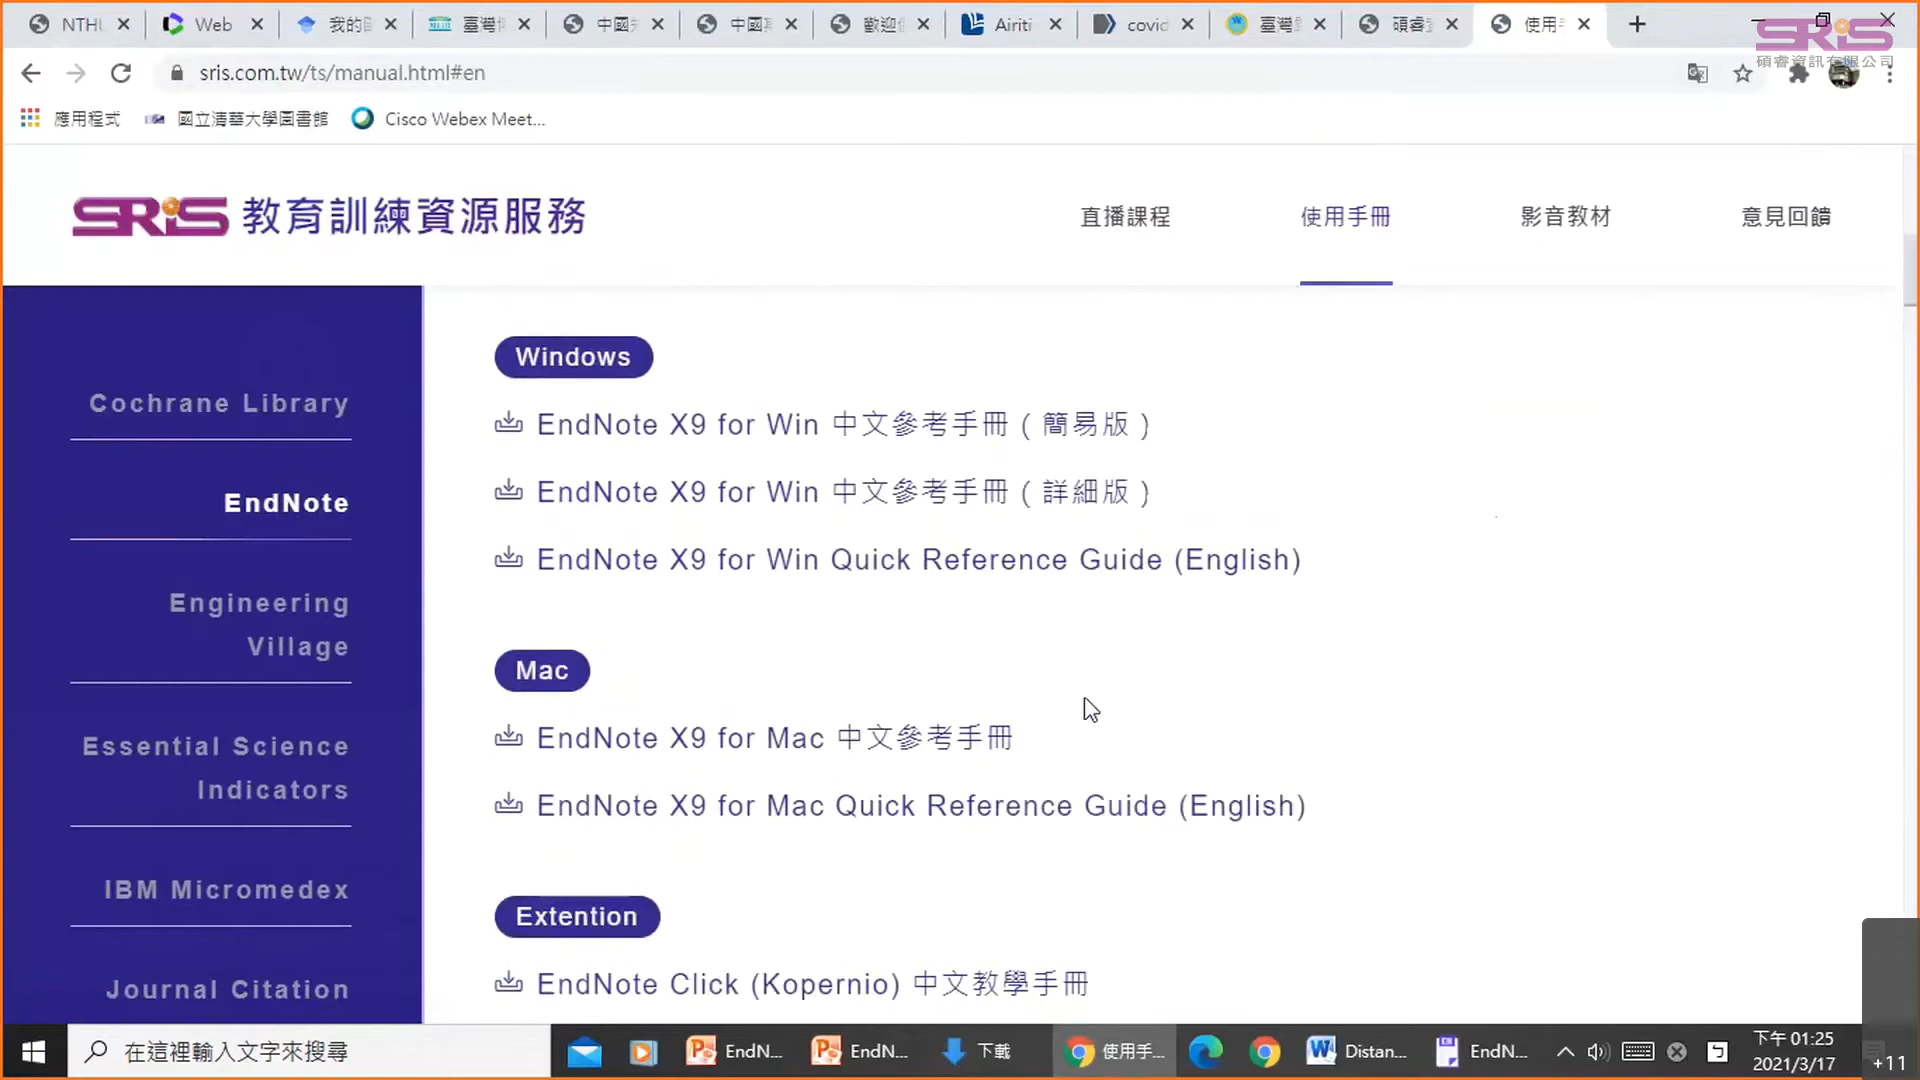 NTHU
Web
我的
臺灣
中國
中國
歡迎
Airiti
covid
臺灣
碩睿
使用
SRIS
碩睿資訊有限公司
sris.com.tw/ts/manual.html#en
應用程式
國立清華大學圖書館
Cisco Webex Meet...
SRIS 教育訓練資源服務
直播課程
使用手冊
影音教材
意見回饋
Cochrane Library
EndNote
Engineering
Village
Essential Science
Indicators
IBM Micromedex
Journal Citation
Windows
EndNote X9 for Win 中文參考手冊 ( 簡易版 )
EndNote X9 for Win 中文參考手冊 ( 詳細版 )
EndNote X9 for Win Quick Reference Guide (English)
Mac
EndNote X9 for Mac 中文參考手冊
EndNote X9 for Mac Quick Reference Guide (English)
Extention
EndNote Click (Kopernio) 中文教學手冊
在這裡輸入文字來搜尋
EndN...
EndN...
下載
使用手...
Distan...
EndN...
下午 01:25
2021/3/17
+11